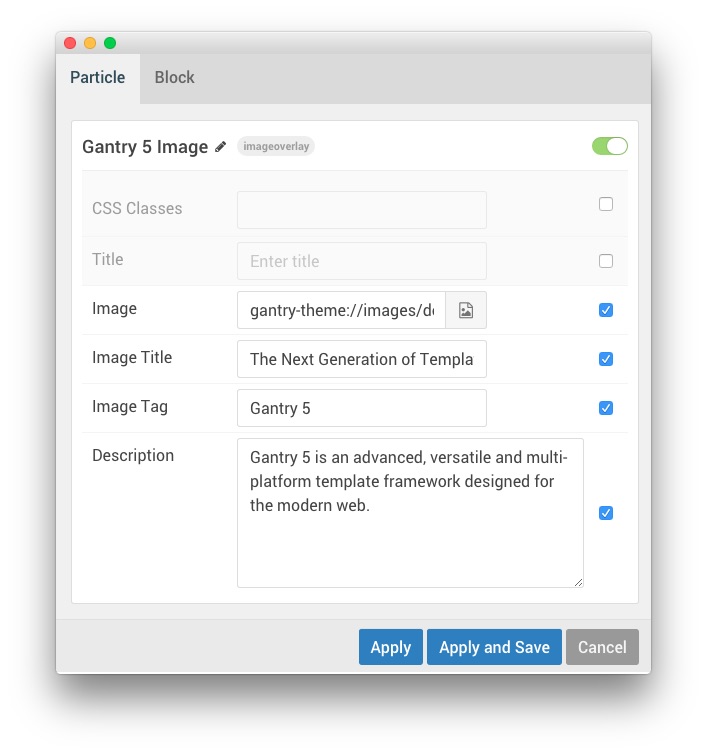 Particle Block
Gantry 5 Image imageoverlay
CSS Classes
Title Enter title
Image gantry-theme://images/d
Image Title The Next Generation of Templa
Image Tag Gantry 5
Description Gantry 5 is an advanced, versatile and multi-
platform template framework designed for
the modern web.
Apply Apply and Save Cancel